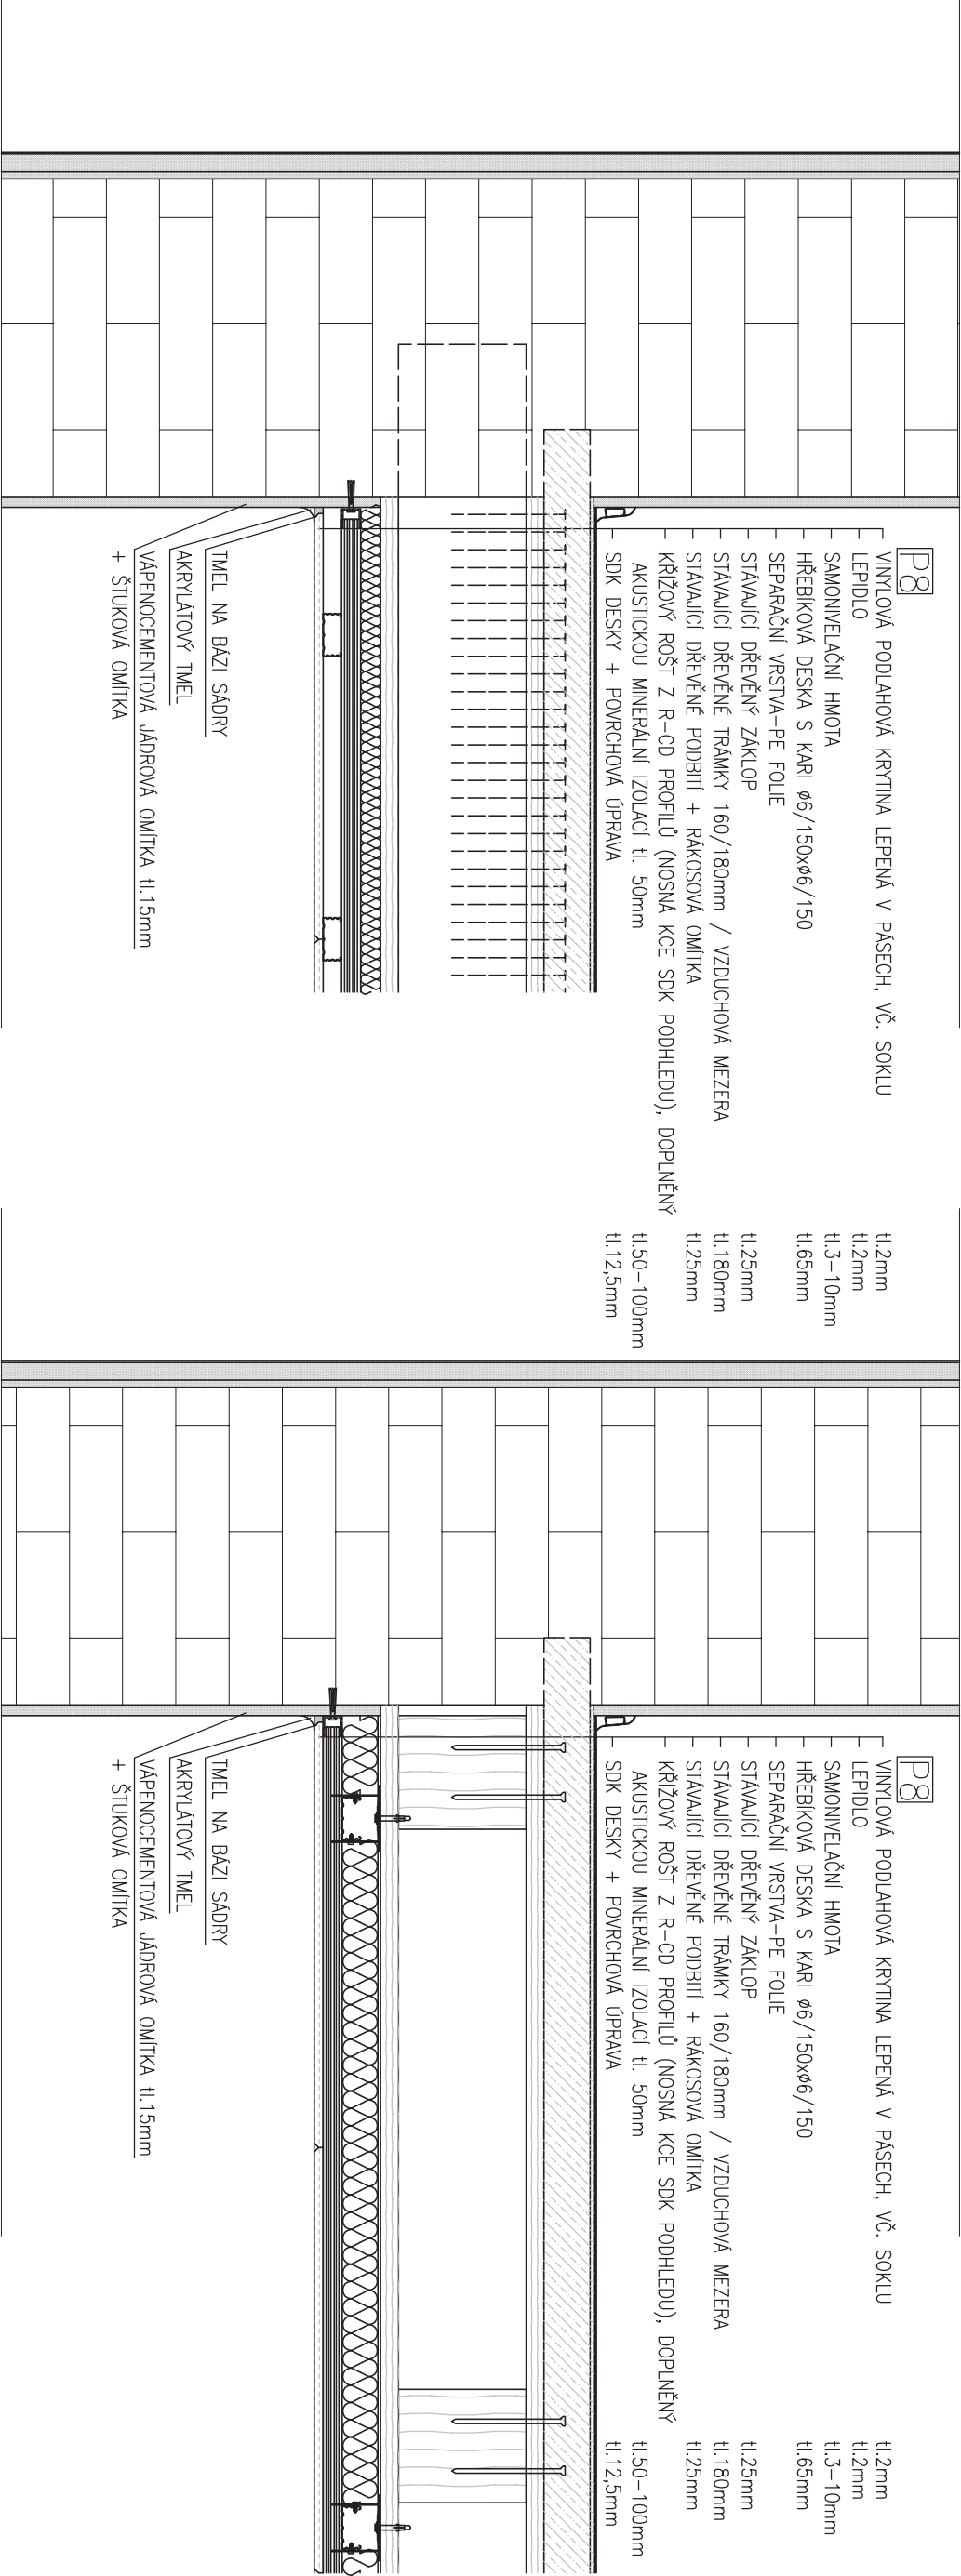 P8
VINYLOVÁ PODLAHOVÁ KRYTINA LEPENÁ V PÁSECH, VČ. SOKLU tl.2mm
LEPIDLO tl.2mm
SAMONIVELAČNÍ HMOTA tl.3-10mm
HŘEBÍKOVÁ DESKA S KARI ø6/150xø6/150 tl.65mm
SEPARAČNÍ VRSTVA-PE FOLIE
STÁVAJÍCÍ DŘEVĚNÝ ZÁKLOP tl.25mm
STÁVAJÍCÍ DŘEVĚNÉ TRÁMKY 160/180mm / VZDUCHOVÁ MEZERA tl.180mm
STÁVAJÍCÍ DŘEVĚNÉ PODBITÍ + RÁKOSOVÁ OMÍTKA tl.25mm
KŘÍŽOVÝ ROŠT Z R-CD PROFILŮ (NOSNÁ KCE SDK PODHLEDU), DOPLNĚNÝ
AKUSTICKOU MINERÁLNÍ IZOLACÍ tl. 50mm tl.50-100mm
SDK DESKY + POVRCHOVÁ ÚPRAVA tl.12,5mm
TMEL NA BÁZI SÁDRY
AKRYLÁTOVÝ TMEL
VÁPENOCEMENTOVÁ JÁDROVÁ OMÍTKA tl.15mm
+ ŠTUKOVÁ OMÍTKA
P8
VINYLOVÁ PODLAHOVÁ KRYTINA LEPENÁ V PÁSECH, VČ. SOKLU tl.2mm
LEPIDLO tl.2mm
SAMONIVELAČNÍ HMOTA tl.3-10mm
HŘEBÍKOVÁ DESKA S KARI ø6/150xø6/150 tl.65mm
SEPARAČNÍ VRSTVA-PE FOLIE
STÁVAJÍCÍ DŘEVĚNÝ ZÁKLOP tl.25mm
STÁVAJÍCÍ DŘEVĚNÉ TRÁMKY 160/180mm / VZDUCHOVÁ MEZERA tl.180mm
STÁVAJÍCÍ DŘEVĚNÉ PODBITÍ + RÁKOSOVÁ OMÍTKA tl.25mm
KŘÍŽOVÝ ROŠT Z R-CD PROFILŮ (NOSNÁ KCE SDK PODHLEDU), DOPLNĚNÝ
AKUSTICKOU MINERÁLNÍ IZOLACÍ tl. 50mm tl.50-100mm
SDK DESKY + POVRCHOVÁ ÚPRAVA tl.12,5mm
TMEL NA BÁZI SÁDRY
AKRYLÁTOVÝ TMEL
VÁPENOCEMENTOVÁ JÁDROVÁ OMÍTKA tl.15mm
+ ŠTUKOVÁ OMÍTKA